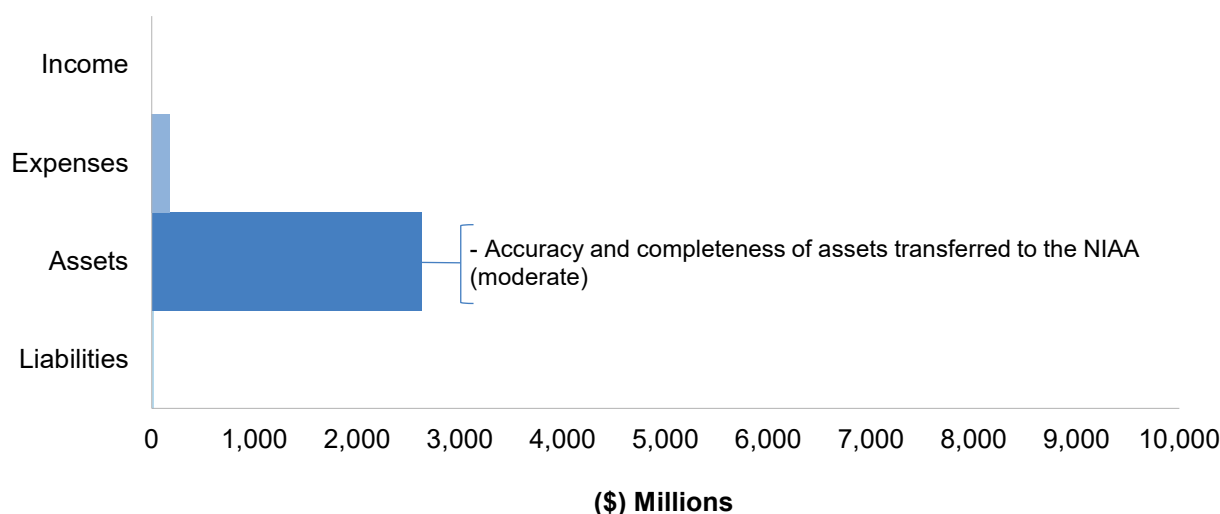 Income
Expenses
Assets
- Accuracy and completeness of assets transferred to the NIAA
(moderate)
Liabilities
0 1,000 2,000 3,000 4,000 5,000 6,000 7,000 8,000 9,000 10,000
($) Millions